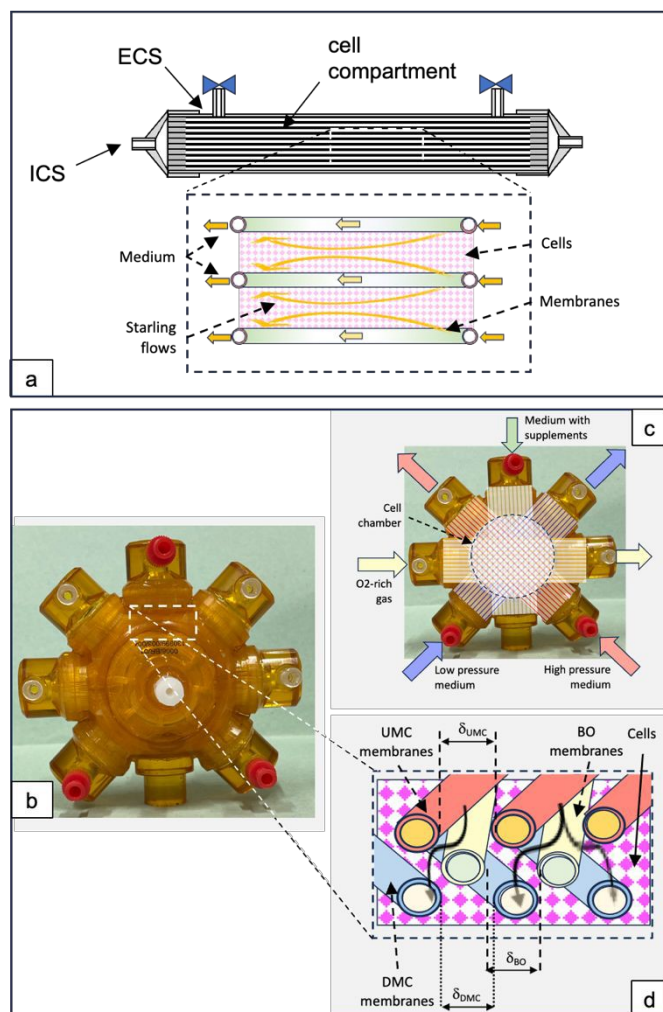 ECS
cell
compartment
ICS
Medium
Cells
Starling
flows
Membranes
a
c
Medium with
supplements
Cell
chamber
O2-rich
gas
Low pressure
medium
High pressure
medium
b
UMC
membranes
δUMC
BO
membranes
Cells
DMC
membranes
δDMC
δBO
d